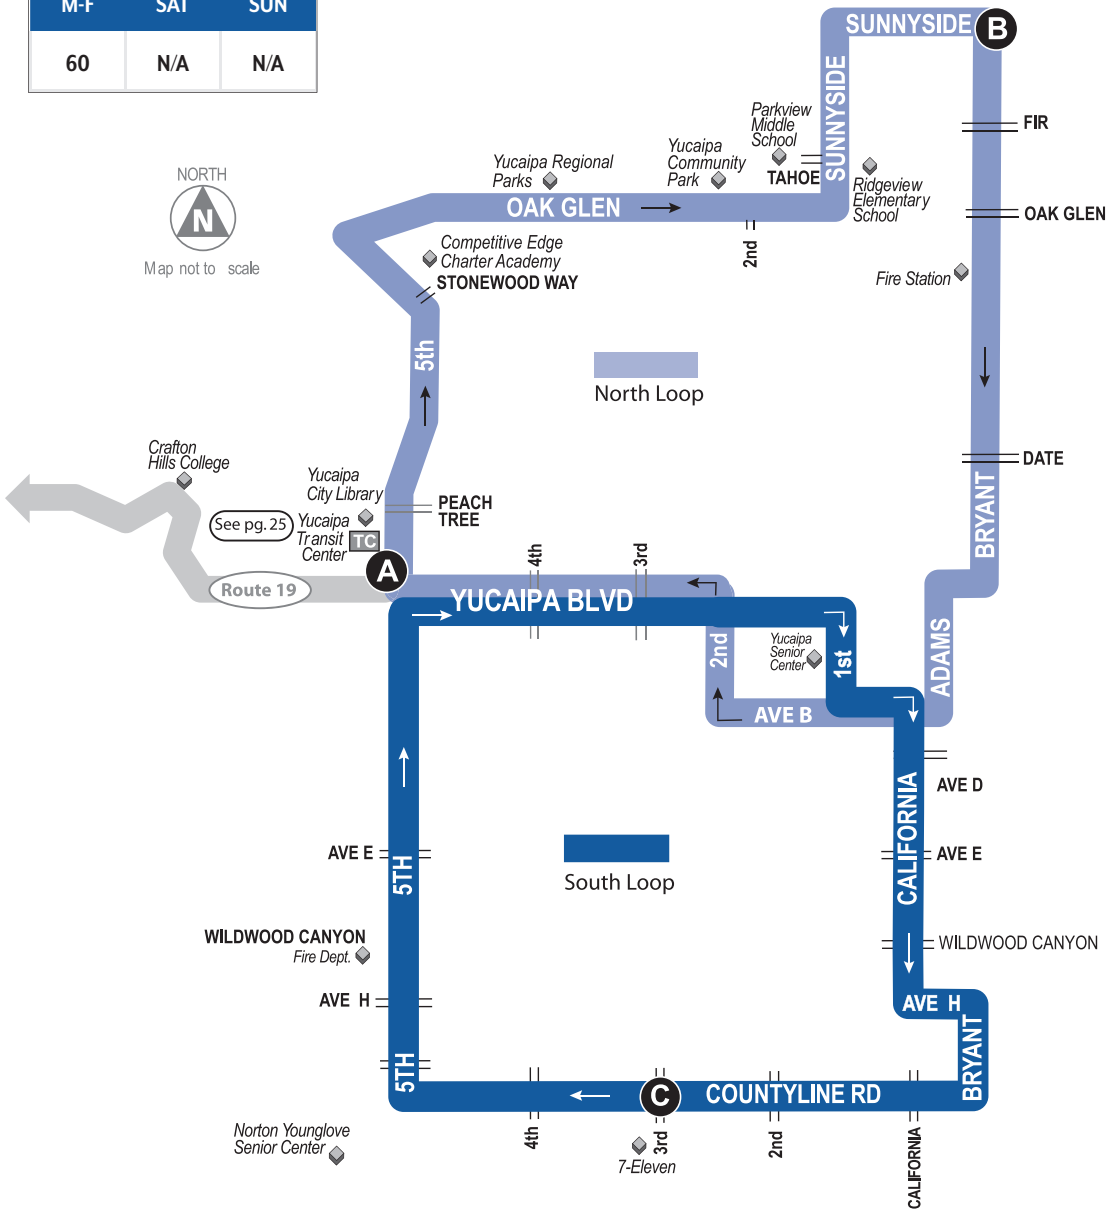 M-F SAT SUN
60 N/A N/A
NORTH
N
Map not to scale
SUNNYSIDE
B
SUNNYSIDE
FIR
Parkview
Middle
School
TAHOE
Yucaipa
Community
Park
Yucaipa Regional
Parks
Ridgeview
Elementary
School
OAK GLEN
OAK GLEN
2nd
Competitive Edge
Charter Academy
STONEWOOD WAY
Fire Station
5th
North Loop
DATE
BRYANT
Crafton
Hills College
Yucaipa
City Library
PEACH
TREE
See pg. 25
Yucaipa
Transit
Center
TC
A
Route 19
4th
3rd
YUCAIPA BLVD
2nd
Yucaipa
Senior
Center
1st
ADAMS
AVE B
AVE D
CALIFORNIA
AVE E
AVE E
5TH
South Loop
WILDWOOD CANYON
Fire Dept.
WILDWOOD CANYON
AVE H
AVE H
BRYANT
5TH
C
COUNTYLINE RD
4th
3rd
2nd
CALIFORNIA
7-Eleven
Norton Younglove
Senior Center